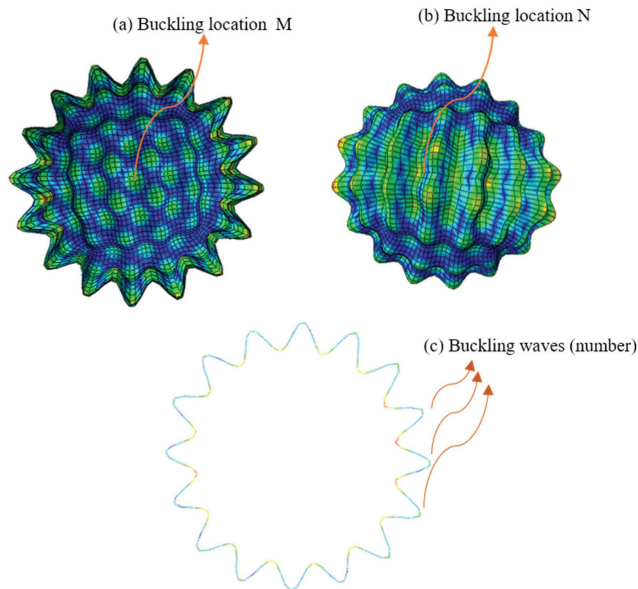 (a) Buckling location M
(b) Buckling location N
(c) Buckling waves (number)